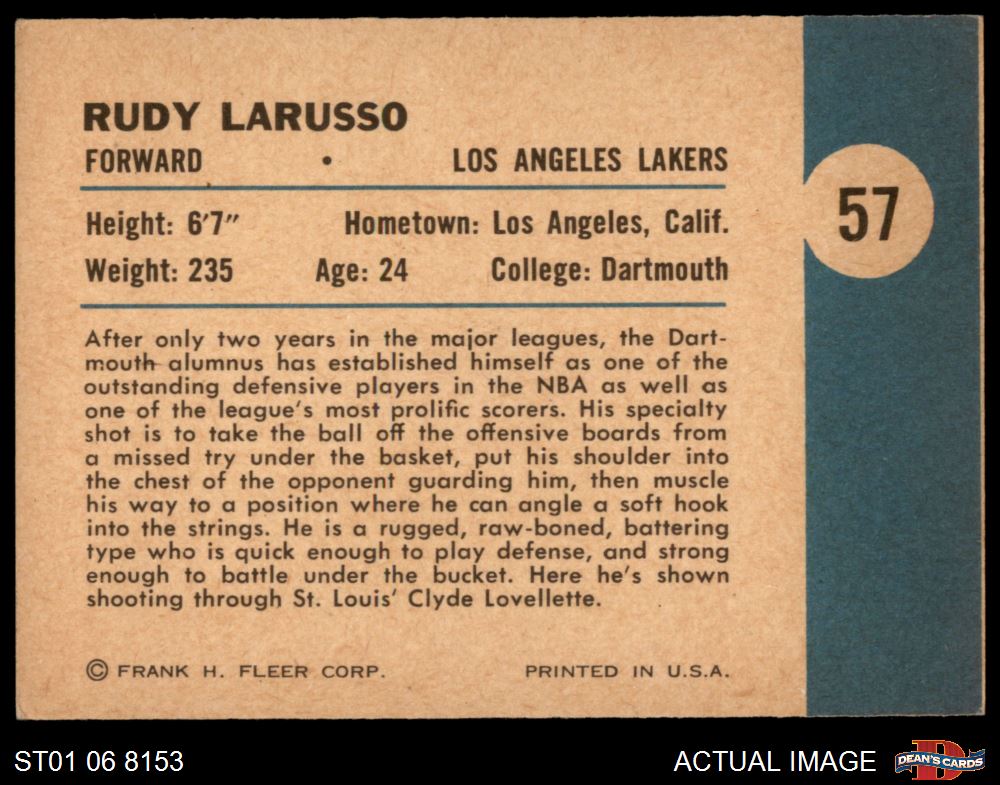 RUDY LARUSSO
FORWARD • LOS ANGELES LAKERS
57
Height: 6'7" Hometown: Los Angeles, Calif.
Weight: 235 Age: 24 College: Dartmouth
After only two years in the major leagues, the Dart-
mouth alumnus has established himself as one of the
outstanding defensive players in the NBA as well as
one of the league's most prolific scorers. His specialty
shot is to take the ball off the offensive boards from
a missed try under the basket, put his shoulder into
the chest of the opponent guarding him, then muscle
his way to a position where he can angle a soft hook
into the strings. He is a rugged, raw-boned, battering
type who is quick enough to play defense, and strong
enough to battle under the bucket. Here he's shown
shooting through St. Louis' Clyde Lovellette.
© FRANK H. FLEER CORP. PRINTED IN U.S.A.
ST01 06 8153 ACTUAL IMAGE D DEAN'S CARDS